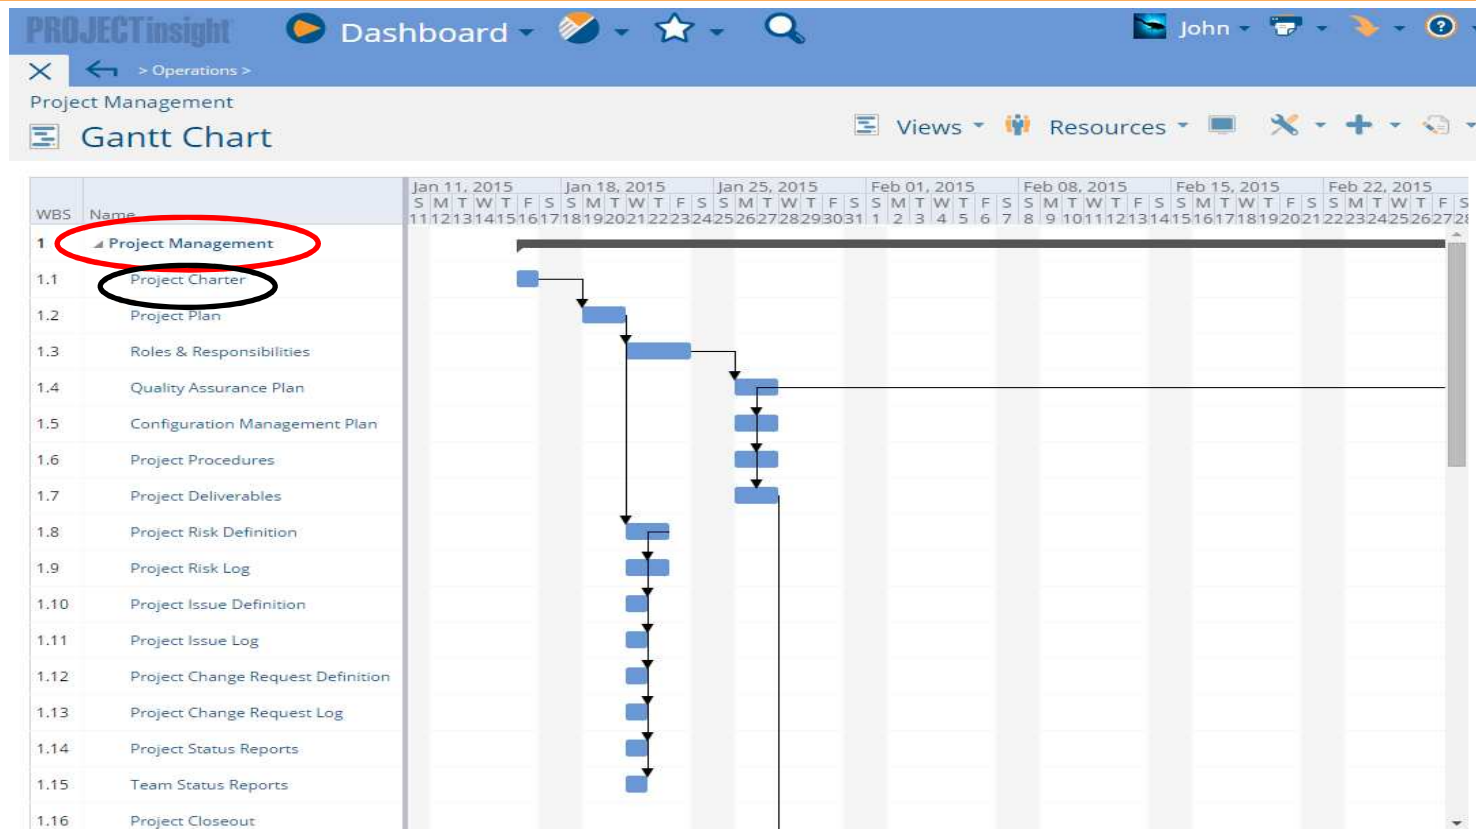 PROJECTinsight Dashboard John
> Operations >
Project Management
Gantt Chart Views Resources
Jan 11, 2015 Jan 18, 2015 Jan 25, 2015 Feb 01, 2015 Feb 08, 2015 Feb 15, 2015 Feb 22, 2015
S M T W T F S S M T W T F S S M T W T F S S M T W T F S S M T W T F S S M T W T F S S M T W T F S
WBS Name 11 12 13 14 15 16 17 18 19 20 21 22 23 24 25 26 27 28 29 30 31 1 2 3 4 5 6 7 8 9 10 11 12 13 14 15 16 17 18 19 20 21 22 23 24 25 26 27 28
1 Project Management
1.1 Project Charter
1.2 Project Plan
1.3 Roles & Responsibilities
1.4 Quality Assurance Plan
1.5 Configuration Management Plan
1.6 Project Procedures
1.7 Project Deliverables
1.8 Project Risk Definition
1.9 Project Risk Log
1.10 Project Issue Definition
1.11 Project Issue Log
1.12 Project Change Request Definition
1.13 Project Change Request Log
1.14 Project Status Reports
1.15 Team Status Reports
1.16 Project Closeout